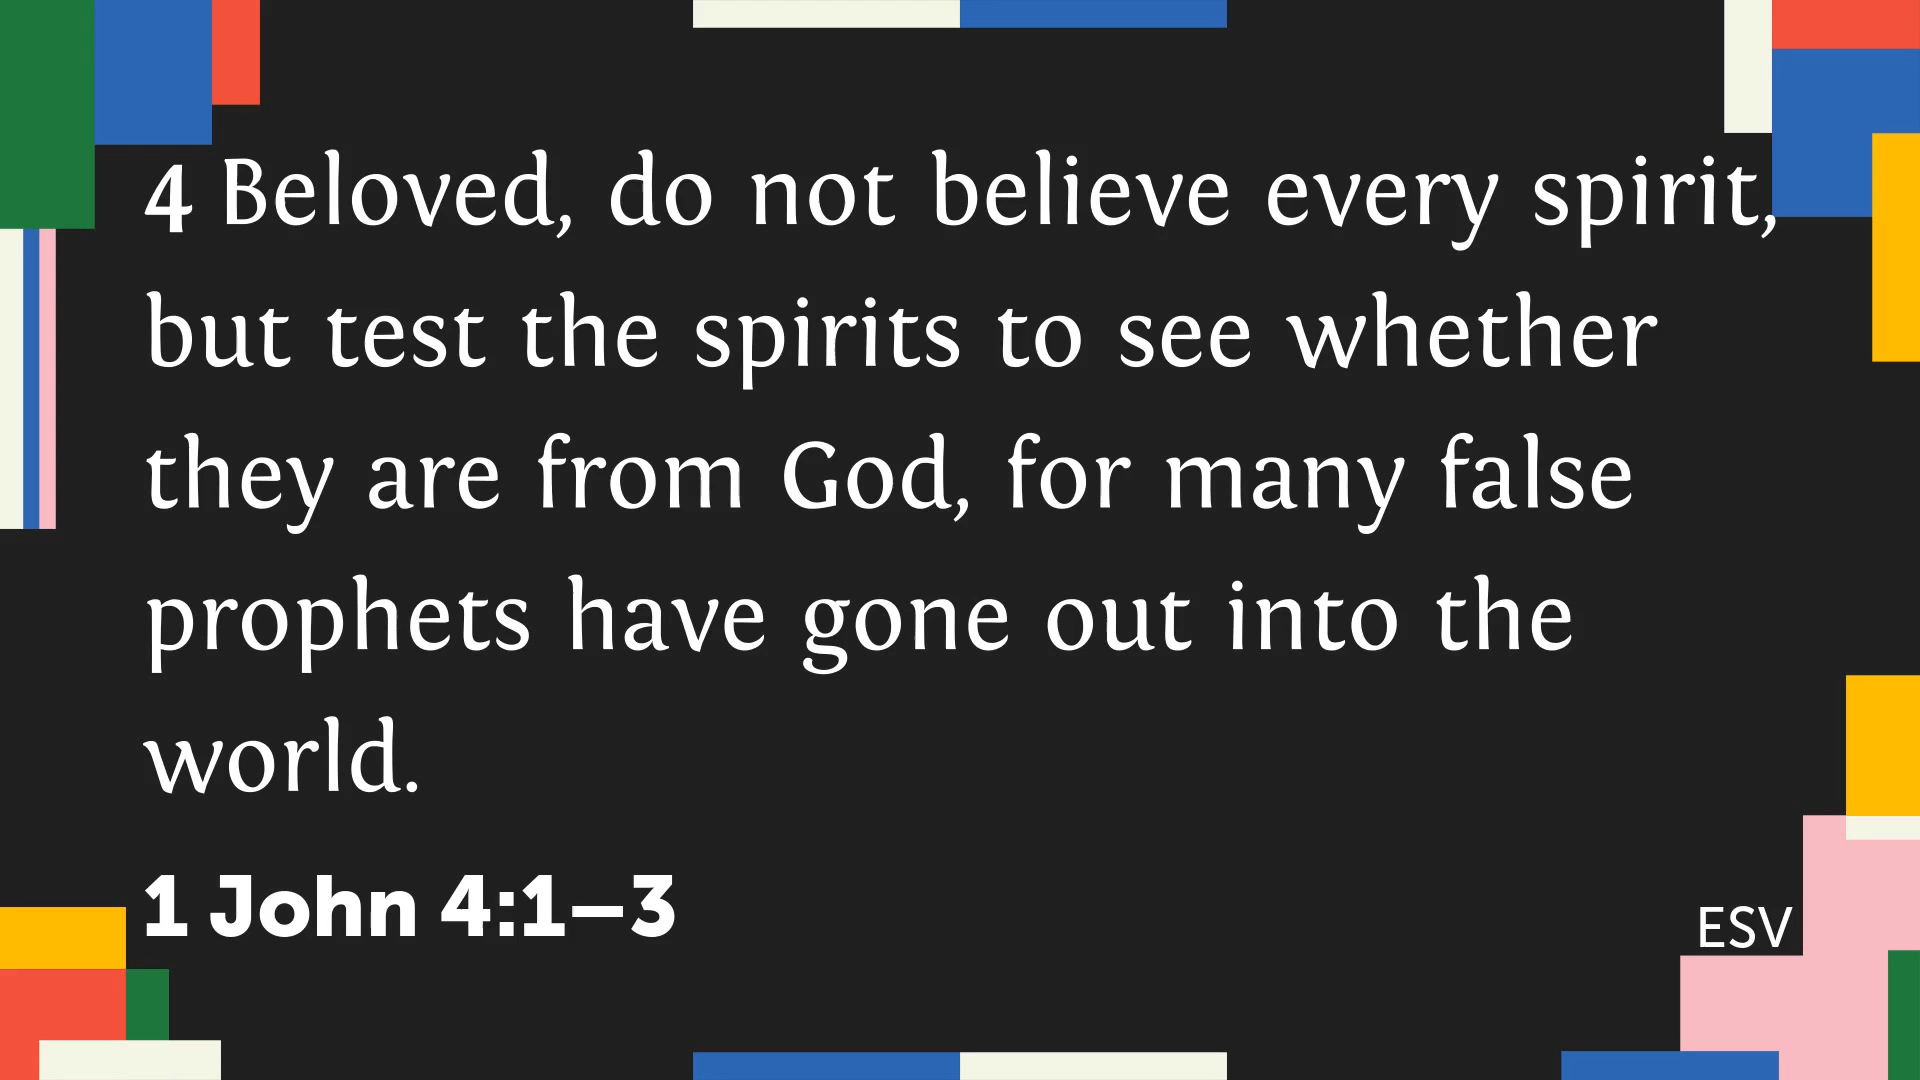 4 Beloved, do not believe every spirit,
but test the spirits to see whether
they are from God, for many false
prophets have gone out into the
world.
1 John 4:1–3
ESV